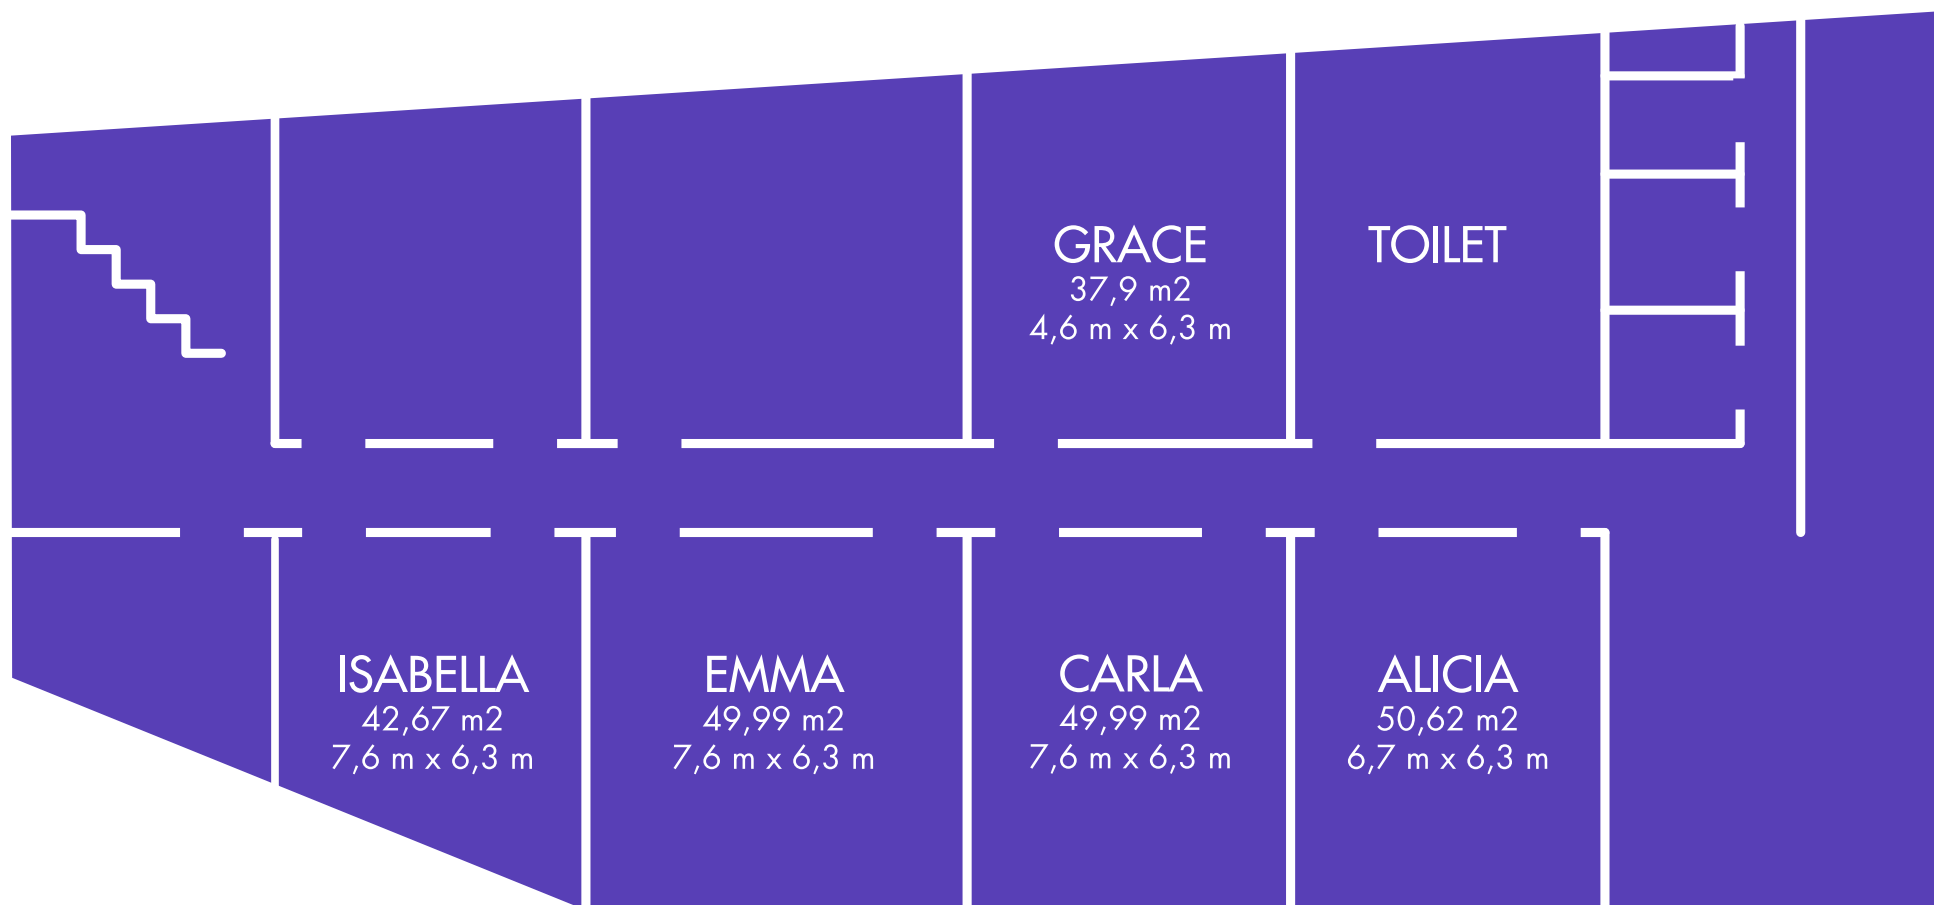 GRACE
37,9 m2
4,6 m x 6,3 m
TOILET
ISABELLA
42,67 m2
7,6 m x 6,3 m
EMMA
49,99 m2
7,6 m x 6,3 m
CARLA
49,99 m2
7,6 m x 6,3 m
ALICIA
50,62 m2
6,7 m x 6,3 m